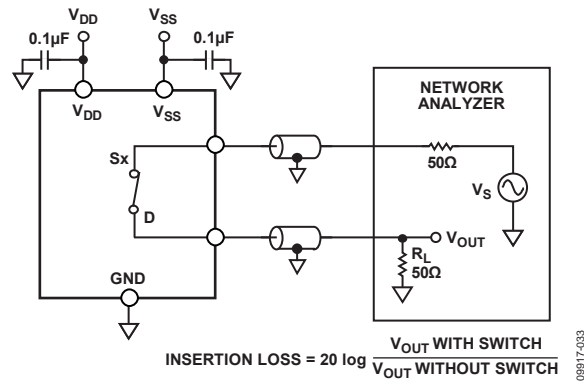 VDD
VSS
0.1µF
0.1µF
VDD
VSS
NETWORK
ANALYZER
Sx
50Ω
VS
D
VOUT
RL
50Ω
GND
INSERTION LOSS = 20 log VOUT WITH SWITCH
VOUT WITHOUT SWITCH
09917-033